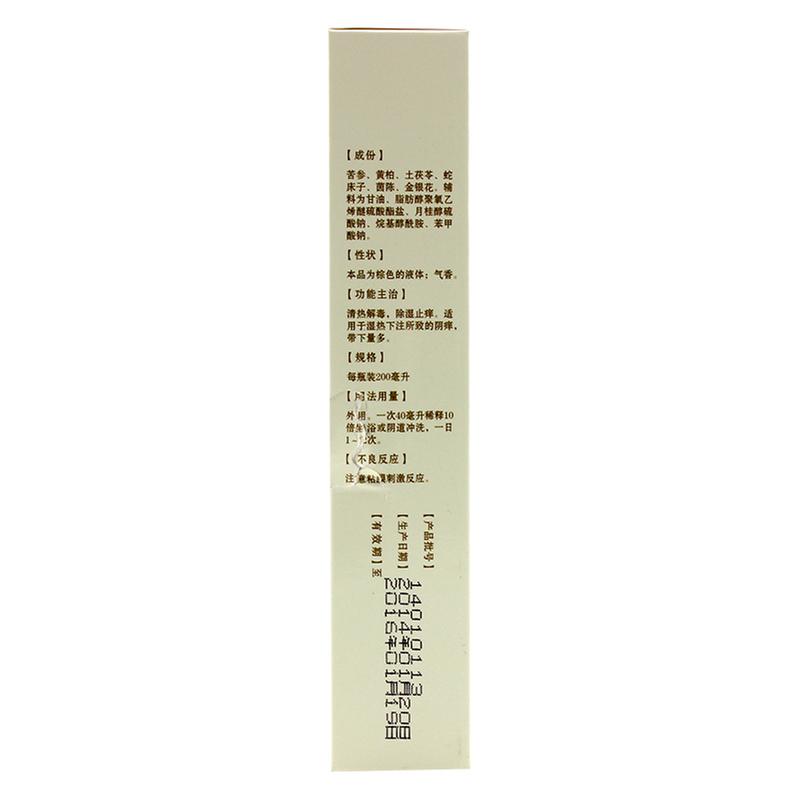 【成份】
苦参、黄柏、土茯苓、蛇
床子、茵陈、金银花。辅
料为甘油、脂肪醇聚氧乙
烯醚硫酸酯盐、月桂醇硫
酸钠、烷基醇酰胺、苯甲
酸钠。
【性状】
本品为棕色的液体；气香。
【功能主治】
清热解毒，除湿止痒。适
用于湿热下注所致的阴痒，
带下量多。
【规格】
每瓶装200毫升
【用法用量】
外用。一次40毫升稀释10
倍坐浴或阴道冲洗，一日
1~2次。
【不良反应】
注意粘膜刺激反应。
【产品批号】14010113
【生产日期】2014年01月20日
【有效期】至2016年01月19日